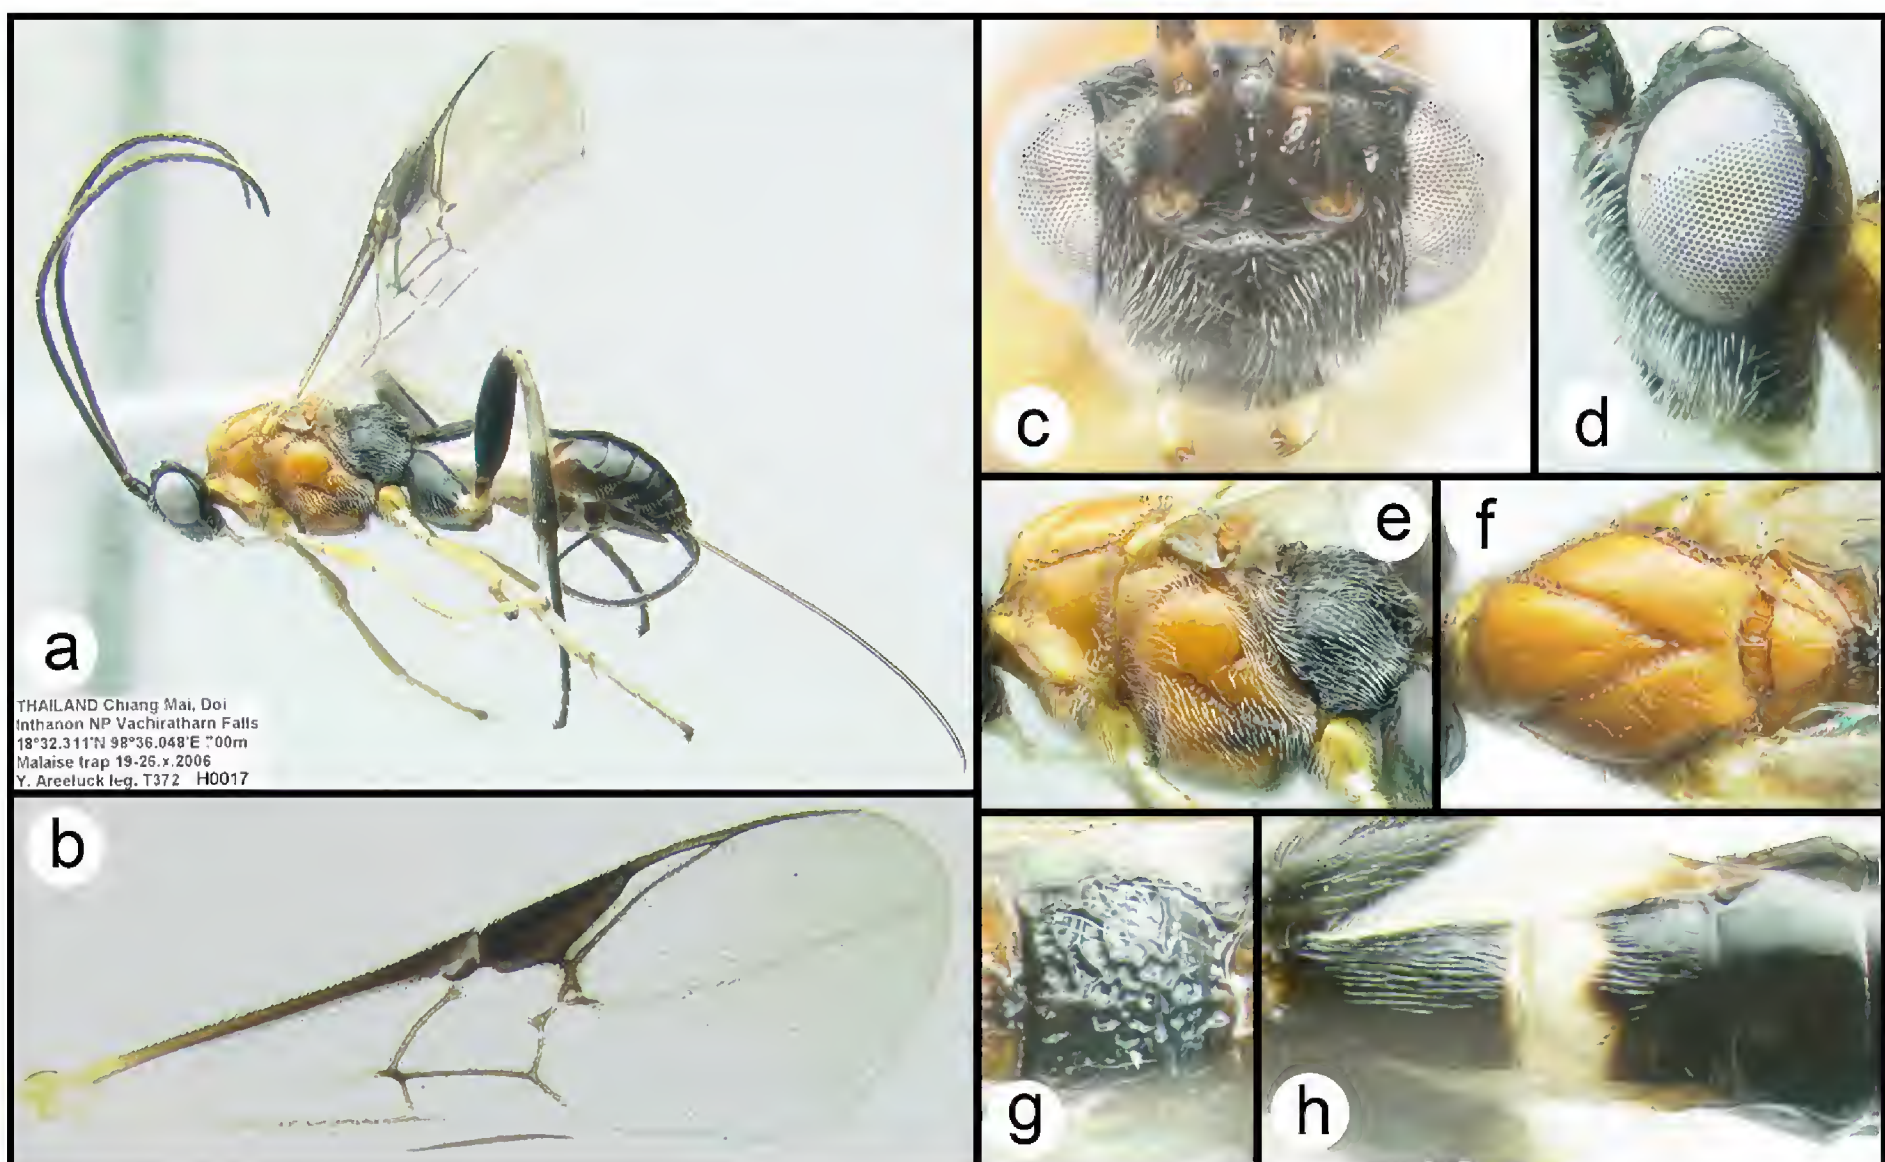 a
THAILAND Chiang Mai, Doi
Inthanon NP Vachiratharn Falls
18°32.311'N 98°36.048'E
Malaise trap 19-26.x.2006
Y. Areeluck leg. T372 H0017
b
c
d
e
f
g
h